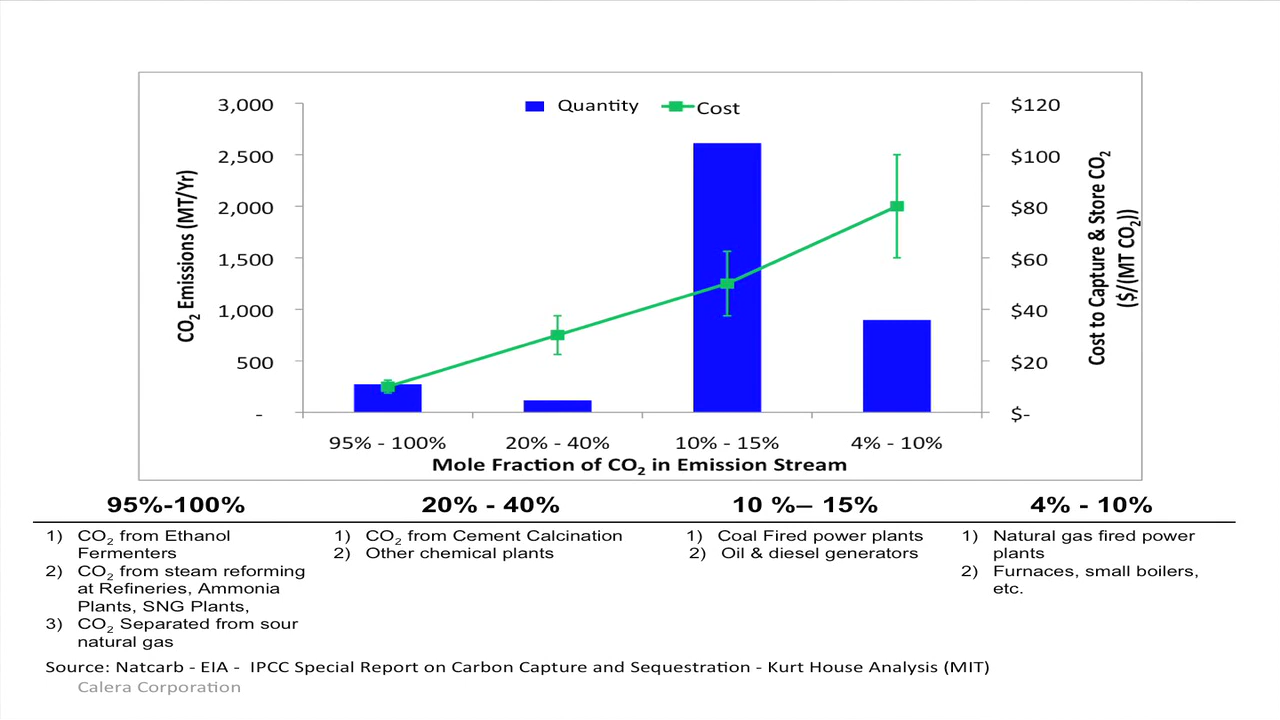 Quantity
Cost
3,000
2,500
2,000
1,500
1,000
500
-
CO2 Emissions (MT/Yr)
$120
$100
$80
$60
$40
$20
$-
Cost to Capture & Store CO2
($/(MT CO2))
95% - 100%
20% - 40%
10% - 15%
4% - 10%
Mole Fraction of CO2 in Emission Stream
95%-100%
1) CO2 from Ethanol
Fermenters
2) CO2 from steam reforming
at Refineries, Ammonia
Plants, SNG Plants,
3) CO2 Separated from sour
natural gas
20% - 40%
1) CO2 from Cement Calcination
2) Other chemical plants
10 %– 15%
1) Coal Fired power plants
2) Oil & diesel generators
4% - 10%
1) Natural gas fired power
plants
2) Furnaces, small boilers,
etc.
Source: Natcarb - EIA - IPCC Special Report on Carbon Capture and Sequestration - Kurt House Analysis (MIT)
Calera Corporation